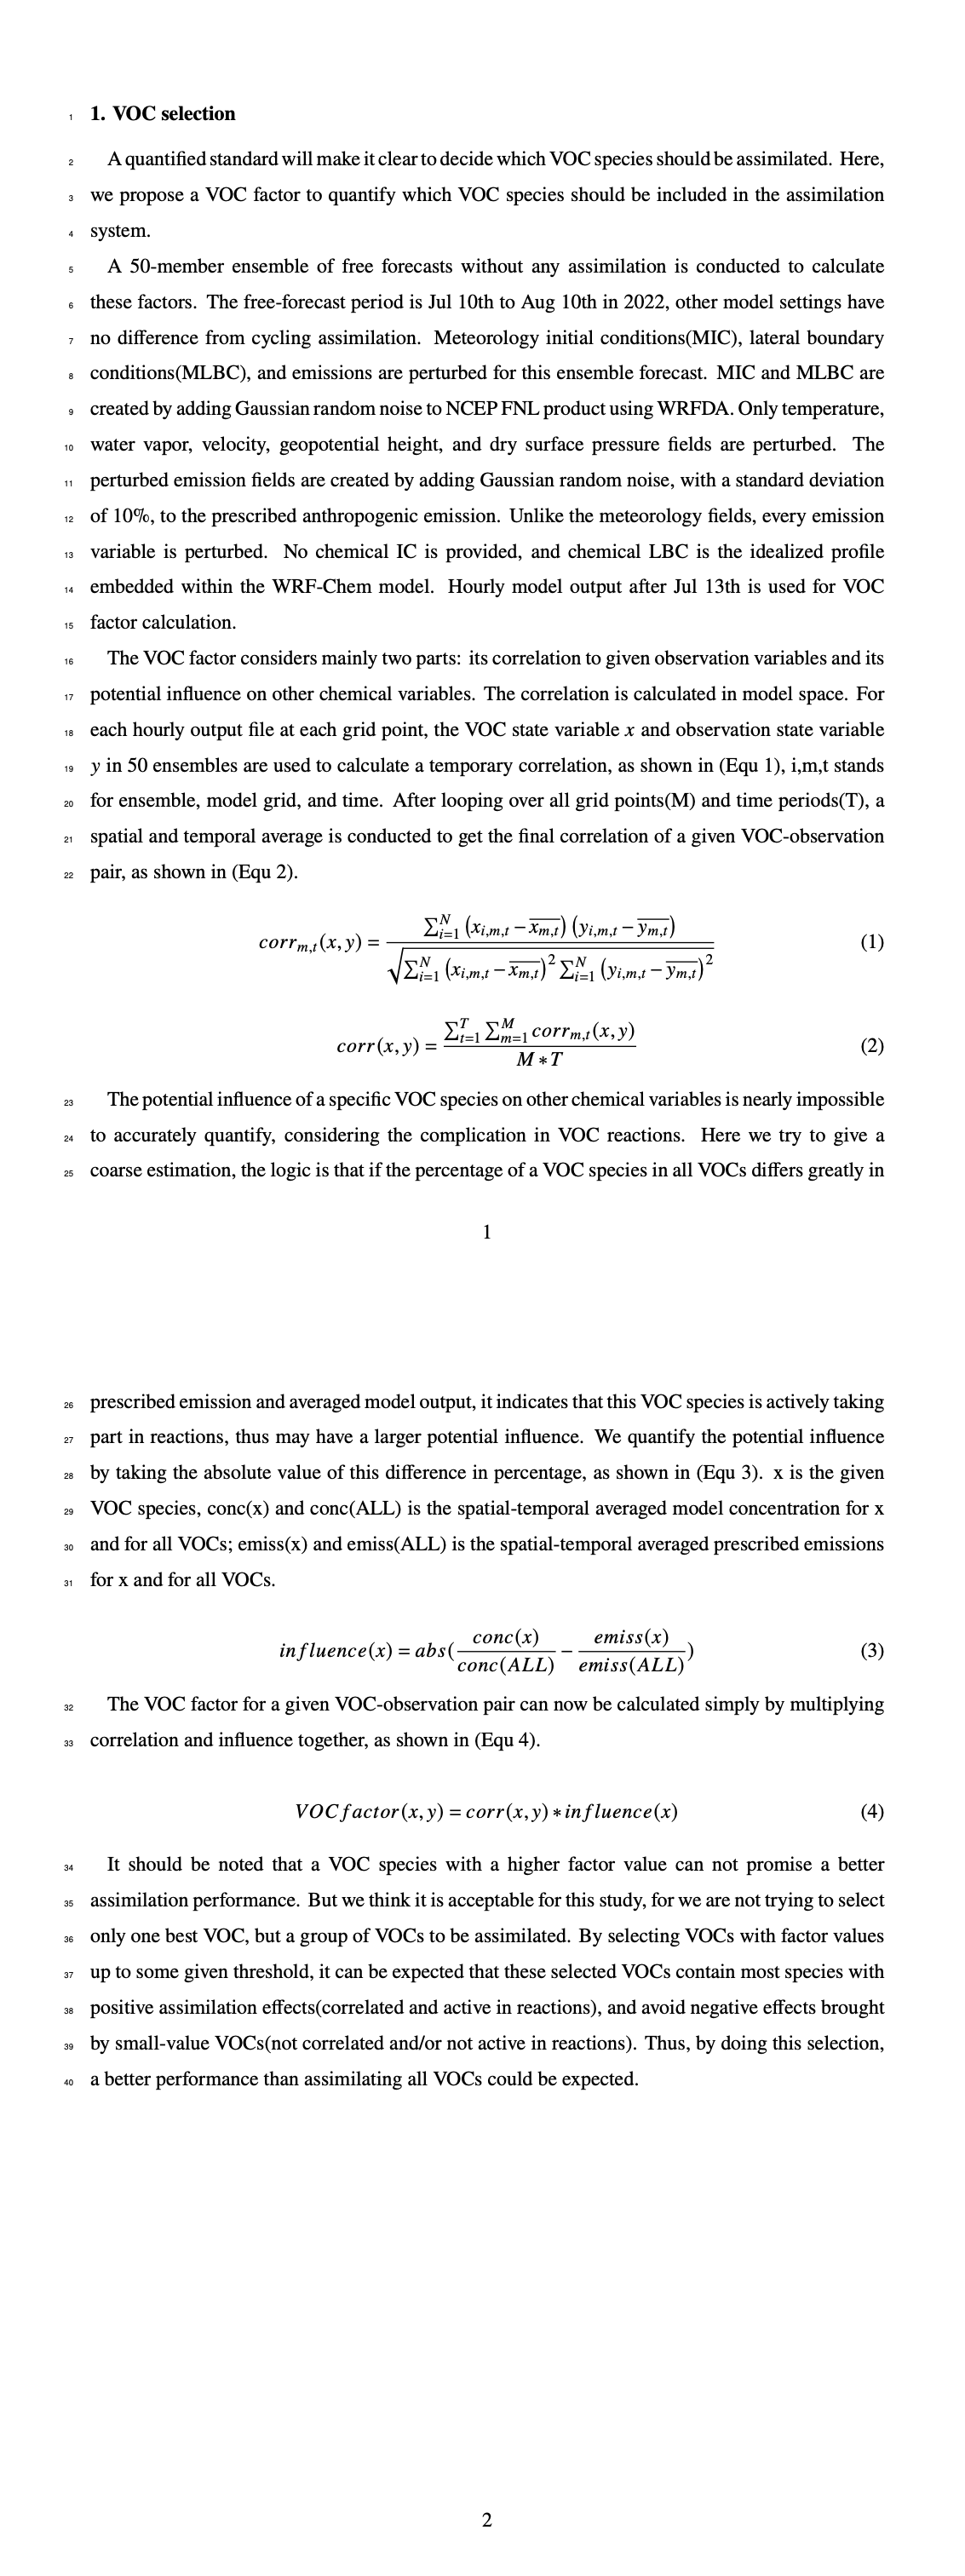 1 1. VOC selection
2 A quantified standard will make it clear to decide which VOC species should be assimilated. Here,
3 we propose a VOC factor to quantify which VOC species should be included in the assimilation
4 system.
5 A 50-member ensemble of free forecasts without any assimilation is conducted to calculate
6 these factors. The free-forecast period is Jul 10th to Aug 10th in 2022, other model settings have
7 no difference from cycling assimilation. Meteorology initial conditions(MIC), lateral boundary
8 conditions(MLBC), and emissions are perturbed for this ensemble forecast. MIC and MLBC are
9 created by adding Gaussian random noise to NCEP FNL product using WRFDA. Only temperature,
10 water vapor, velocity, geopotential height, and dry surface pressure fields are perturbed. The
11 perturbed emission fields are created by adding Gaussian random noise, with a standard deviation
12 of 10%, to the prescribed anthropogenic emission. Unlike the meteorology fields, every emission
13 variable is perturbed. No chemical IC is provided, and chemical LBC is the idealized profile
14 embedded within the WRF-Chem model. Hourly model output after Jul 13th is used for VOC
15 factor calculation.
16 The VOC factor considers mainly two parts: its correlation to given observation variables and its
17 potential influence on other chemical variables. The correlation is calculated in model space. For
18 each hourly output file at each grid point, the VOC state variable x and observation state variable
19 y in 50 ensembles are used to calculate a temporary correlation, as shown in (Equ 1), i,m,t stands
20 for ensemble, model grid, and time. After looping over all grid points(M) and time periods(T), a
21 spatial and temporal average is conducted to get the final correlation of a given VOC-observation
22 pair, as shown in (Equ 2).
$corr_{m,t}(x,y) = \frac{\sum_{i=1}^{N} \left(x_{i,m,t} - \overline{x_{m,t}}\right) \left(y_{i,m,t} - \overline{y_{m,t}}\right)}{\sqrt{\sum_{i=1}^{N} \left(x_{i,m,t} - \overline{x_{m,t}}\right)^2 \sum_{i=1}^{N} \left(y_{i,m,t} - \overline{y_{m,t}}\right)^2}}$ (1)
$corr(x,y) = \frac{\sum_{t=1}^{T} \sum_{m=1}^{M} corr_{m,t}(x,y)}{M * T}$ (2)
23 The potential influence of a specific VOC species on other chemical variables is nearly impossible
24 to accurately quantify, considering the complication in VOC reactions. Here we try to give a
25 coarse estimation, the logic is that if the percentage of a VOC species in all VOCs differs greatly in
1
26 prescribed emission and averaged model output, it indicates that this VOC species is actively taking
27 part in reactions, thus may have a larger potential influence. We quantify the potential influence
28 by taking the absolute value of this difference in percentage, as shown in (Equ 3). x is the given
29 VOC species, conc(x) and conc(ALL) is the spatial-temporal averaged model concentration for x
30 and for all VOCs; emiss(x) and emiss(ALL) is the spatial-temporal averaged prescribed emissions
31 for x and for all VOCs.
$influence(x) = abs(\frac{conc(x)}{conc(ALL)} - \frac{emiss(x)}{emiss(ALL)})$ (3)
32 The VOC factor for a given VOC-observation pair can now be calculated simply by multiplying
33 correlation and influence together, as shown in (Equ 4).
$VOCfactor(x,y) = corr(x,y) * influence(x)$ (4)
34 It should be noted that a VOC species with a higher factor value can not promise a better
35 assimilation performance. But we think it is acceptable for this study, for we are not trying to select
36 only one best VOC, but a group of VOCs to be assimilated. By selecting VOCs with factor values
37 up to some given threshold, it can be expected that these selected VOCs contain most species with
38 positive assimilation effects(correlated and active in reactions), and avoid negative effects brought
39 by small-value VOCs(not correlated and/or not active in reactions). Thus, by doing this selection,
40 a better performance than assimilating all VOCs could be expected.
2